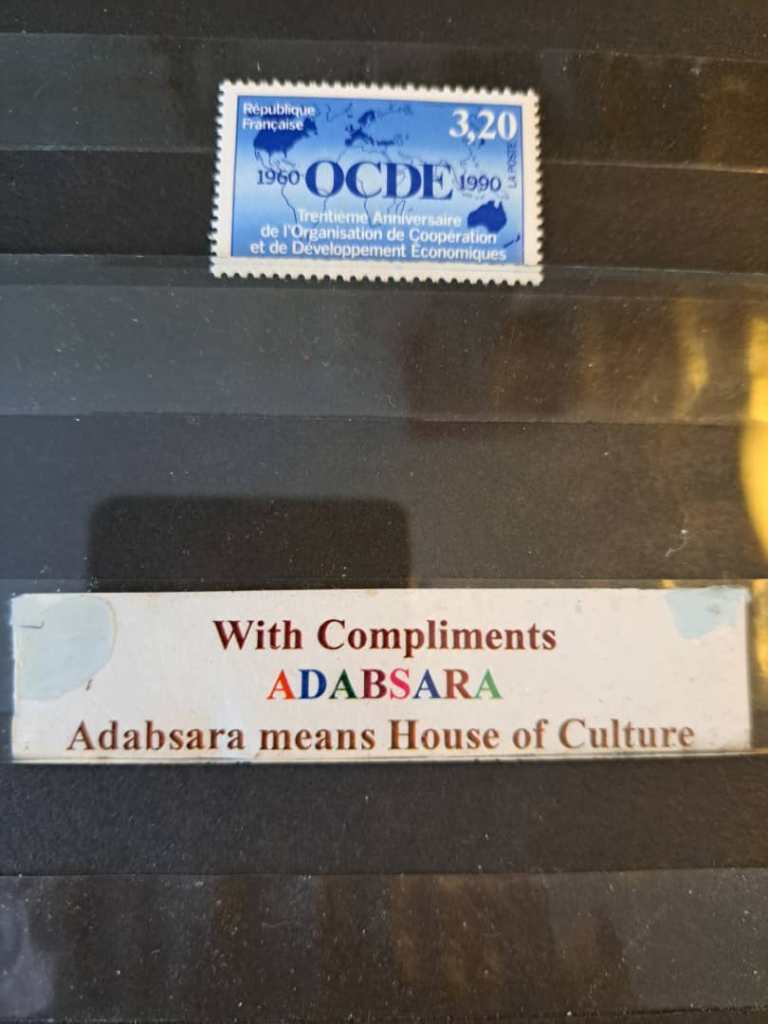 République
Française
3,20
LA POSTE
1960 OCDE 1990
Trentième Anniversaire
de l'Organisation de Coopération
et de Développement Économiques
With Compliments
ADABSARA
Adabsara means House of Culture